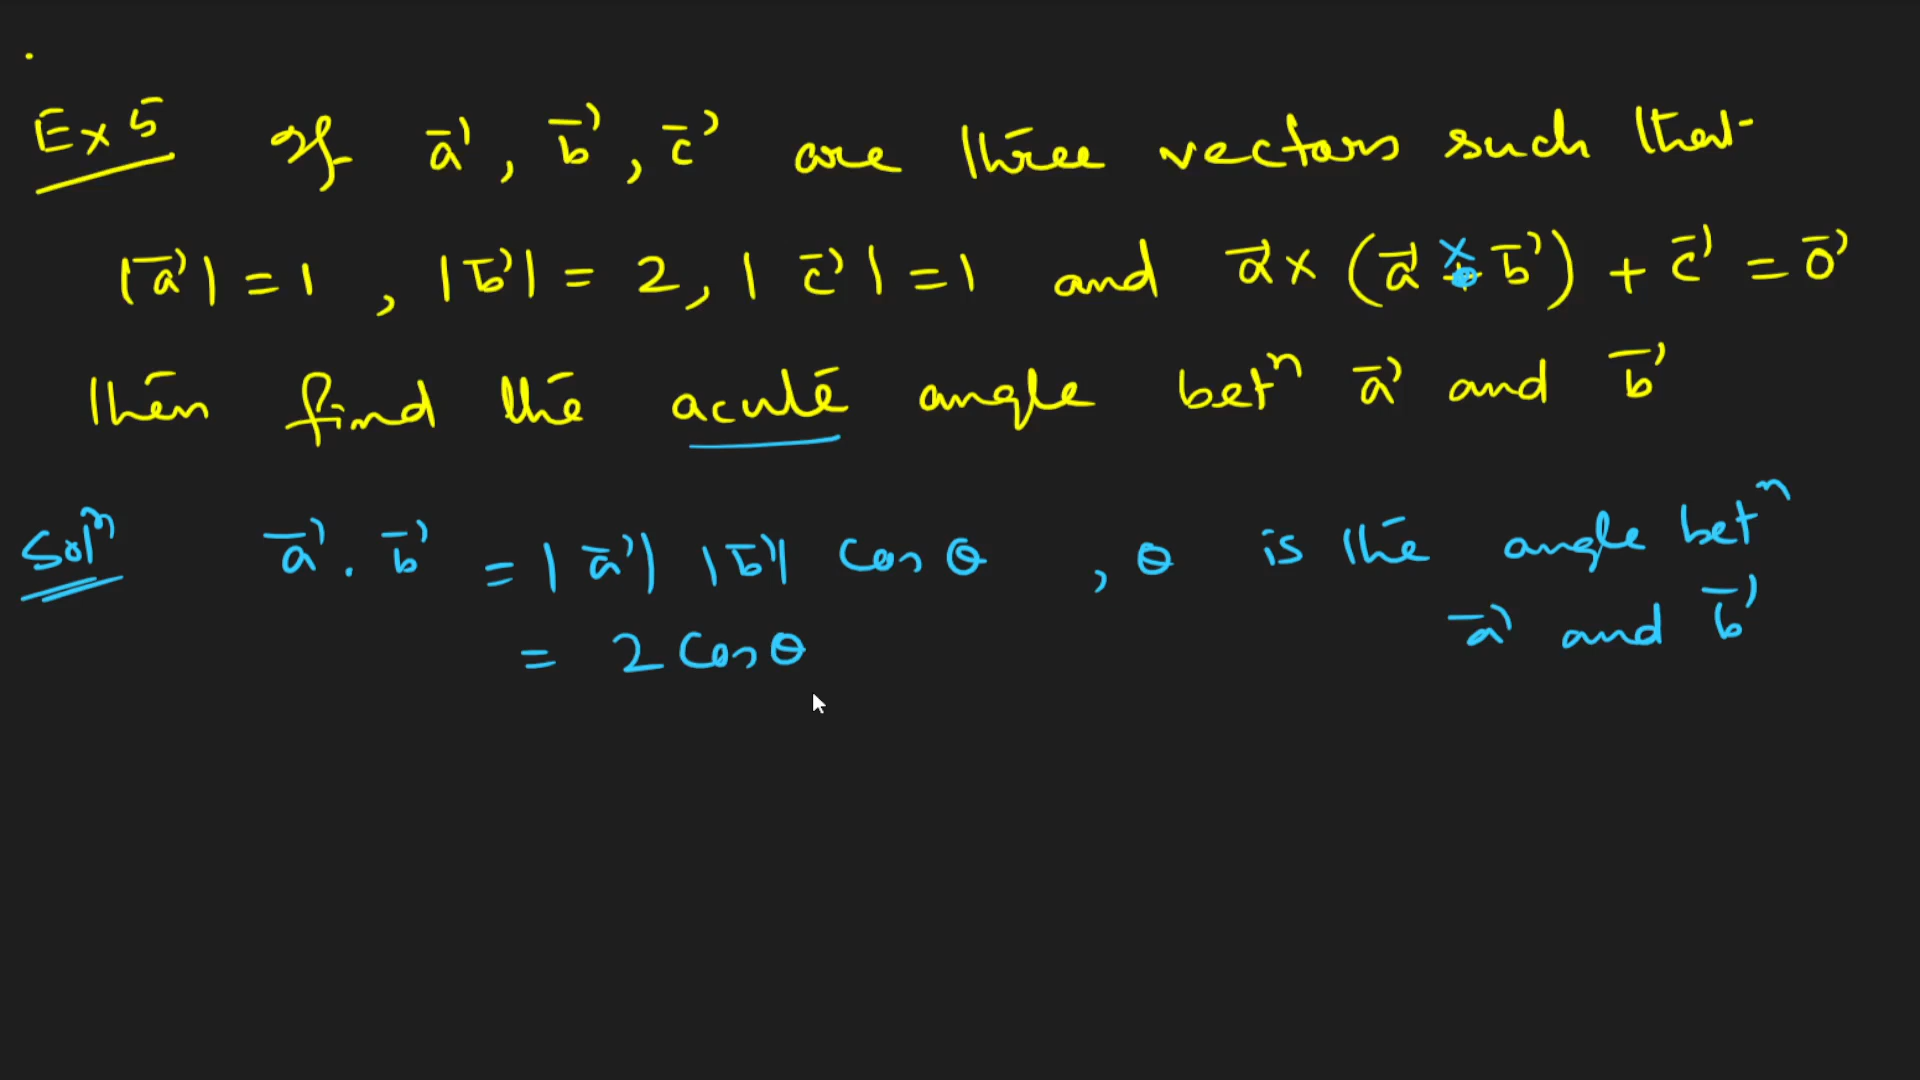 Ex 5 If a⃗, b⃗, c⃗ are three vectors such that
|a⃗| = 1, |b⃗| = 2, |c⃗| = 1 and a⃗ × (a⃗ × b⃗) + c⃗ = 0⃗
then find the acute angle betⁿ a⃗ and b⃗
Solⁿ a⃗ . b⃗ = |a⃗| |b⃗| cos θ , θ is the angle betⁿ
a⃗ and b⃗
= 2 cos θ